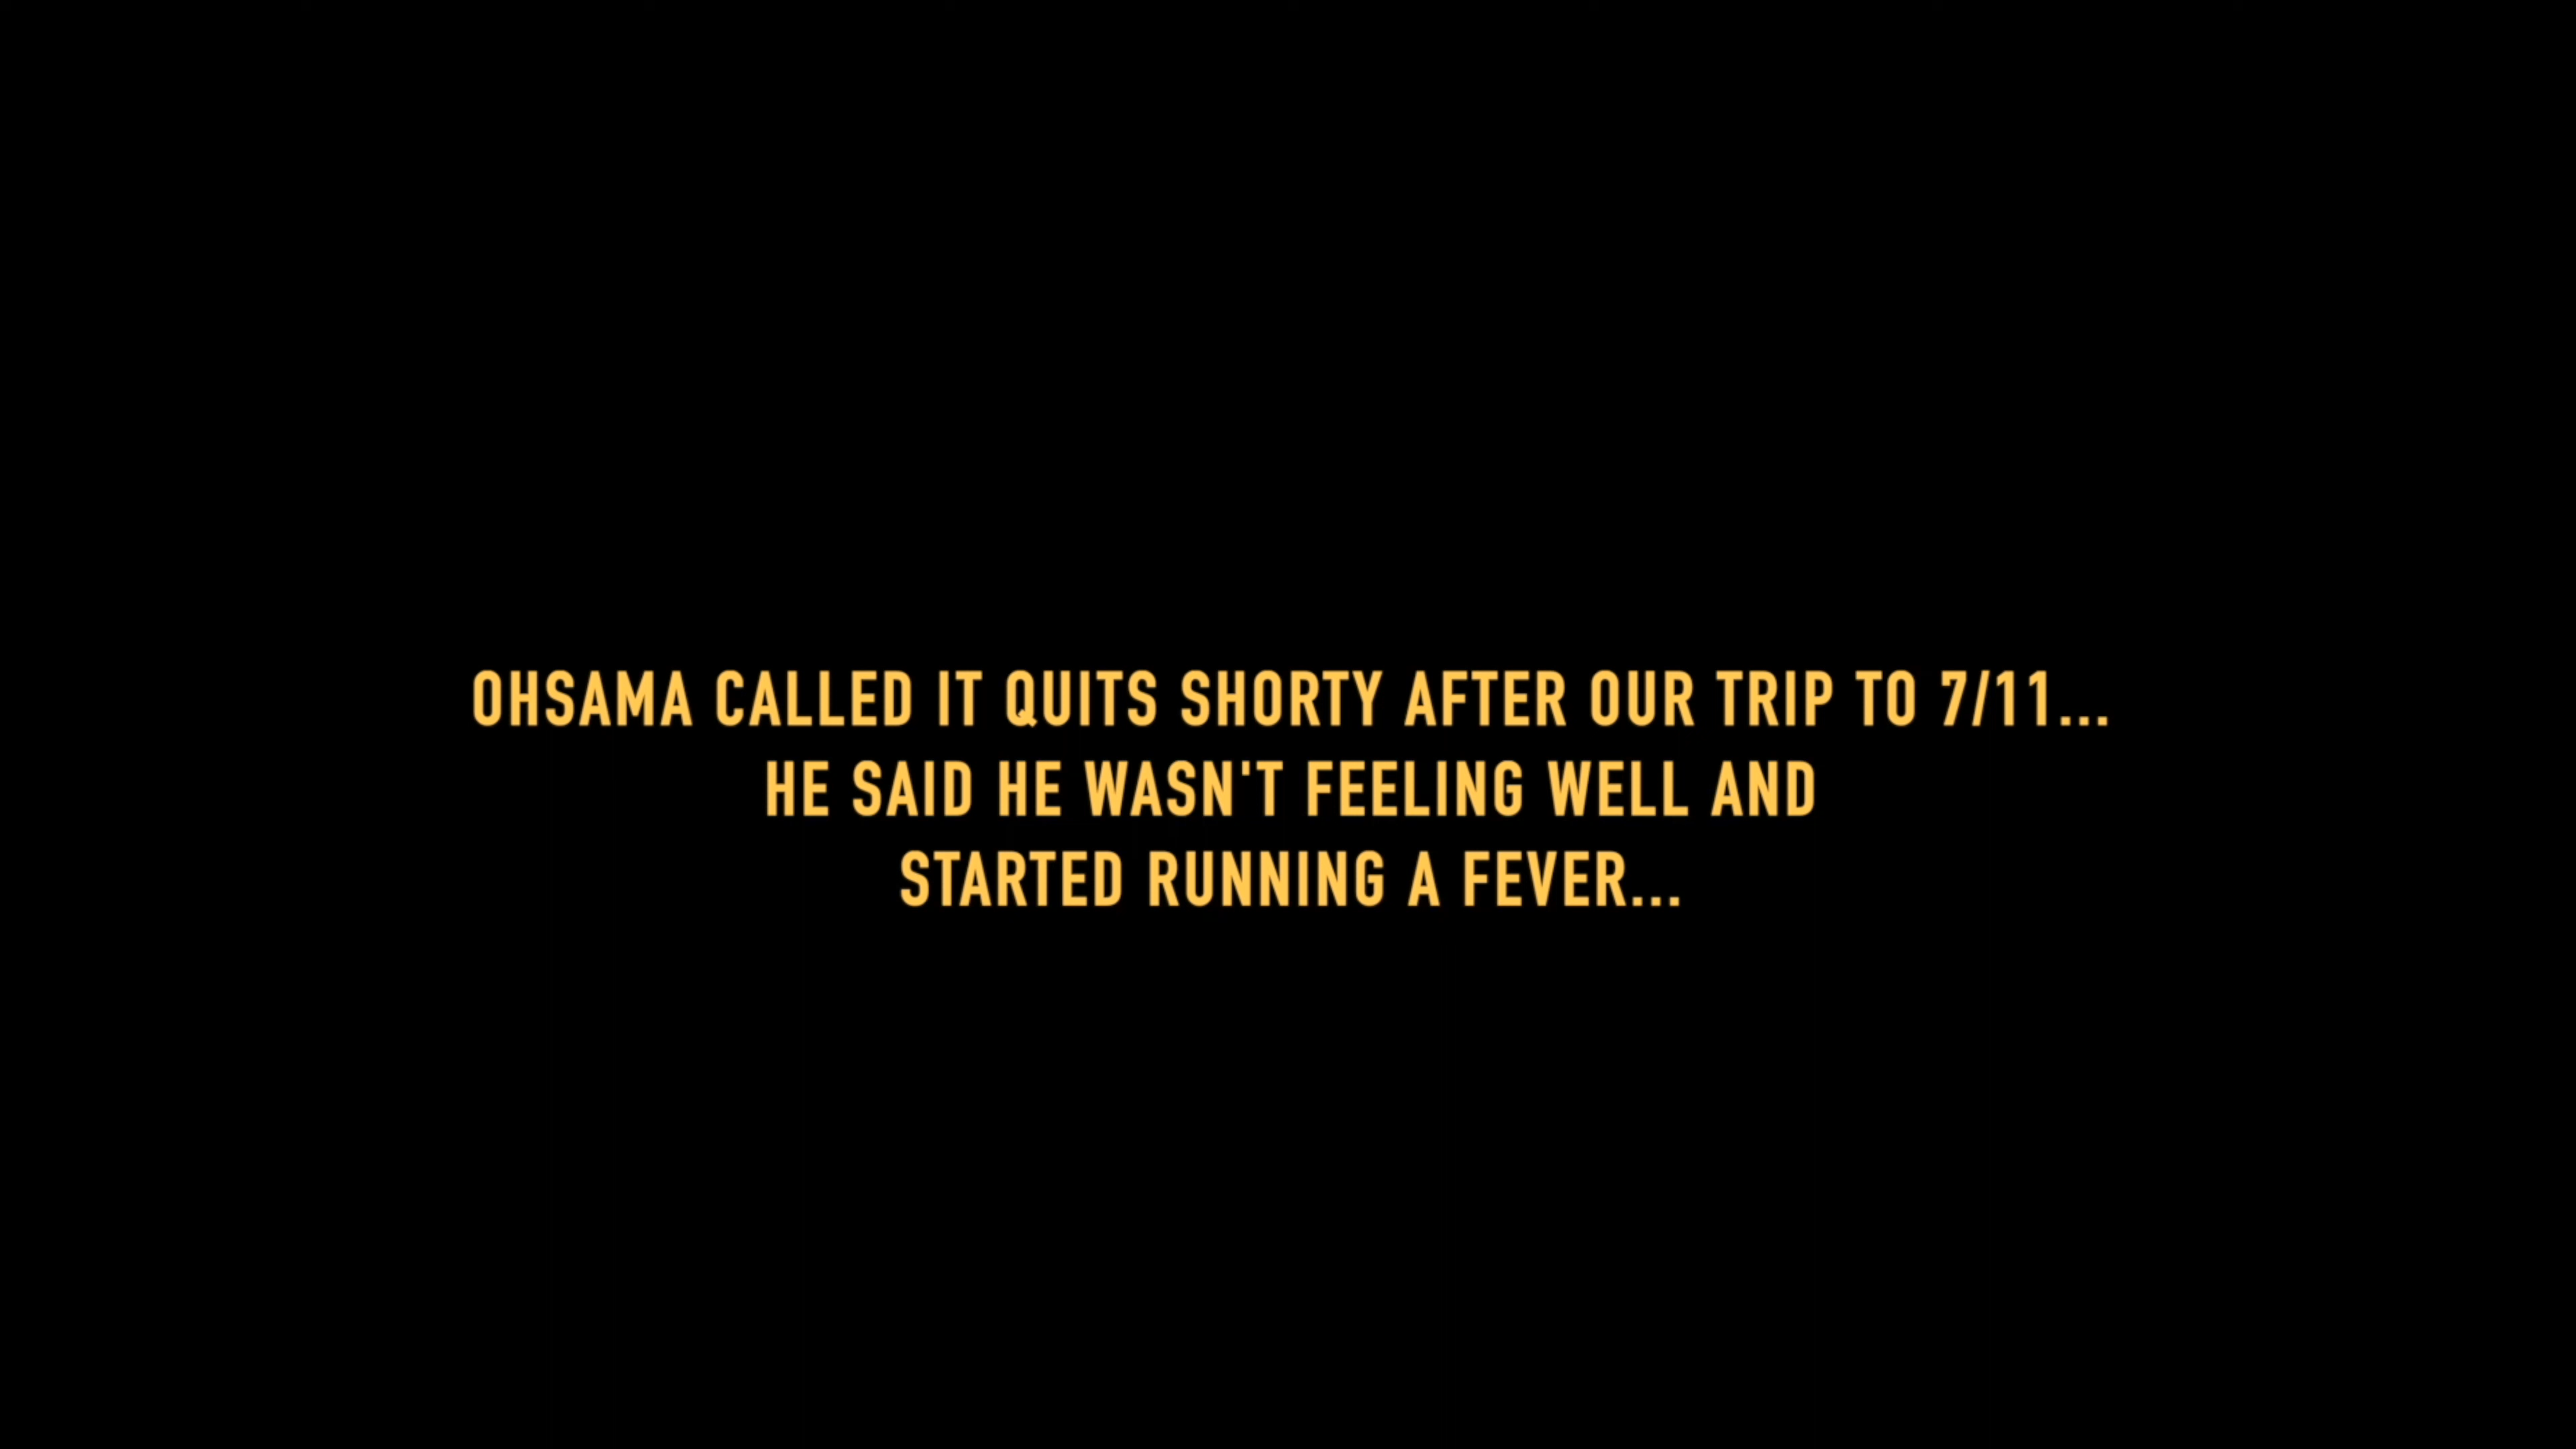 OHSAMA CALLED IT QUITS SHORTY AFTER OUR TRIP TO 7/11...
HE SAID HE WASN'T FEELING WELL AND
STARTED RUNNING A FEVER...